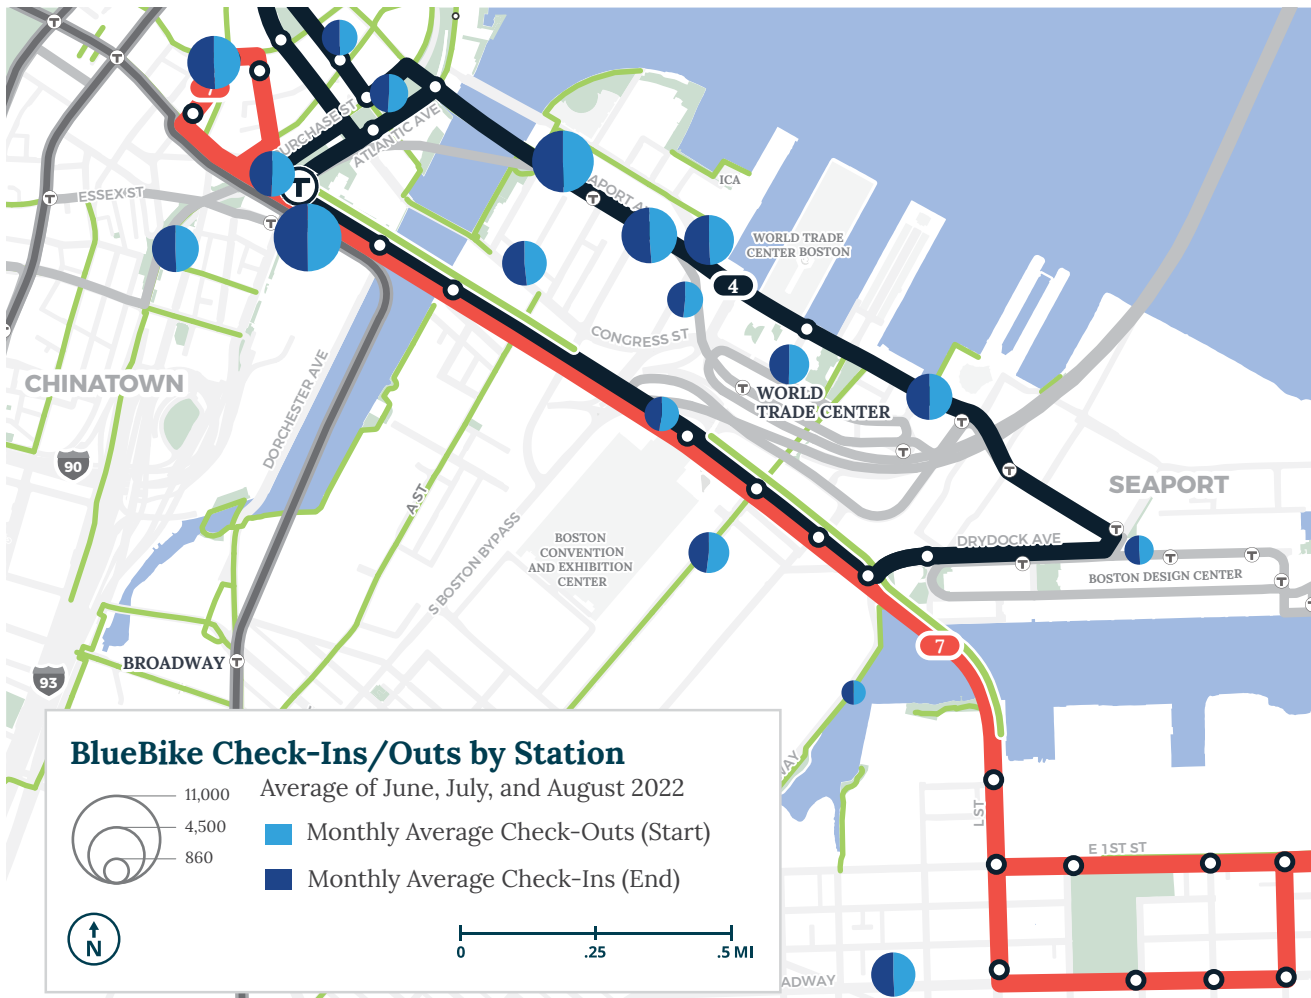 PURCHASE ST
ATLANTIC AVE
ESSEX ST
ICA
WORLD TRADE
CENTER BOSTON
4
CONGRESS ST
CHINATOWN
WORLD
TRADE CENTER
DORCHESTER AVE
90
A ST
SEAPORT
S BOSTON BYPASS
BOSTON
CONVENTION
AND EXHIBITION
CENTER
DRYDOCK AVE
BOSTON DESIGN CENTER
7
BROADWAY
93
L ST
E 1ST ST
ADWAY
BlueBike Check-Ins/Outs by Station
Average of June, July, and August 2022
11,000
4,500
860
Monthly Average Check-Outs (Start)
Monthly Average Check-Ins (End)
N
0 .25 .5 MI